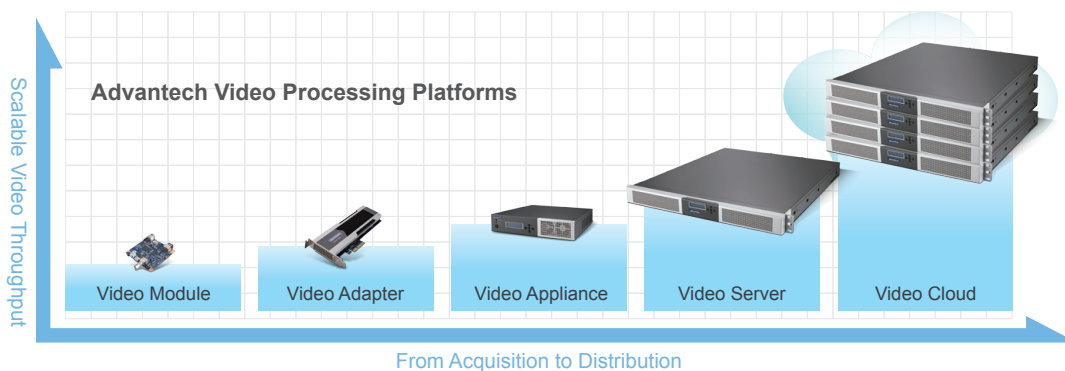 Advantech Video Processing Platforms
Scalable Video Throughput
Video Module
Video Adapter
Video Appliance
Video Server
Video Cloud
From Acquisition to Distribution